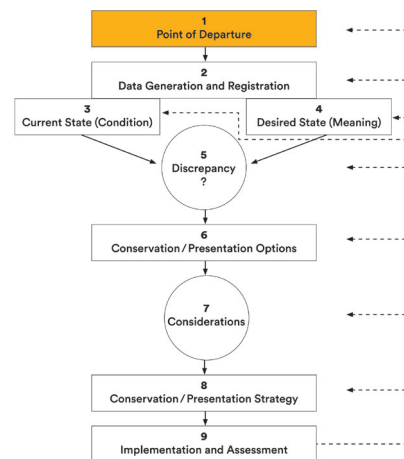 1
Point of Departure
2
Data Generation and Registration
3
Current State (Condition)
4
Desired State (Meaning)
5
Discrepancy
?
6
Conservation / Presentation Options
7
Considerations
8
Conservation / Presentation Strategy
9
Implementation and Assessment